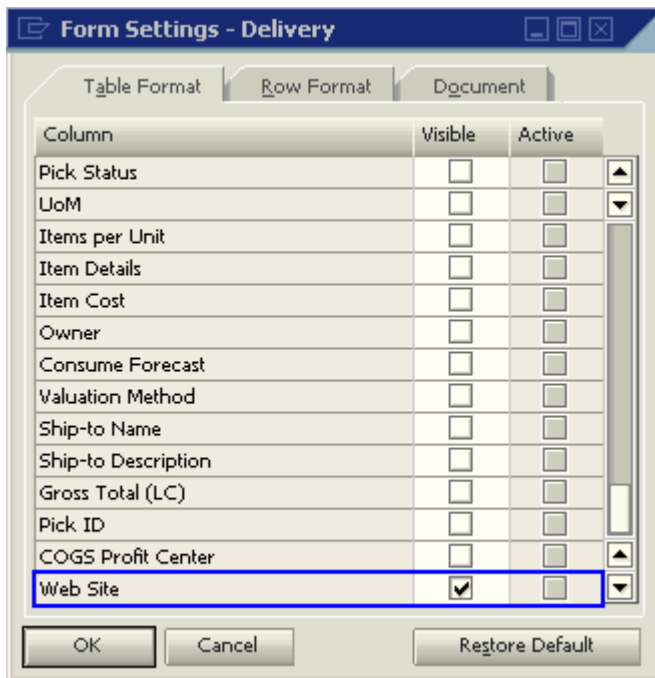 Form Settings - Delivery
Table Format Row Format Document
Column Visible Active
Pick Status
UoM
Items per Unit
Item Details
Item Cost
Owner
Consume Forecast
Valuation Method
Ship-to Name
Ship-to Description
Gross Total (LC)
Pick ID
COGS Profit Center
Web Site
OK Cancel Restore Default